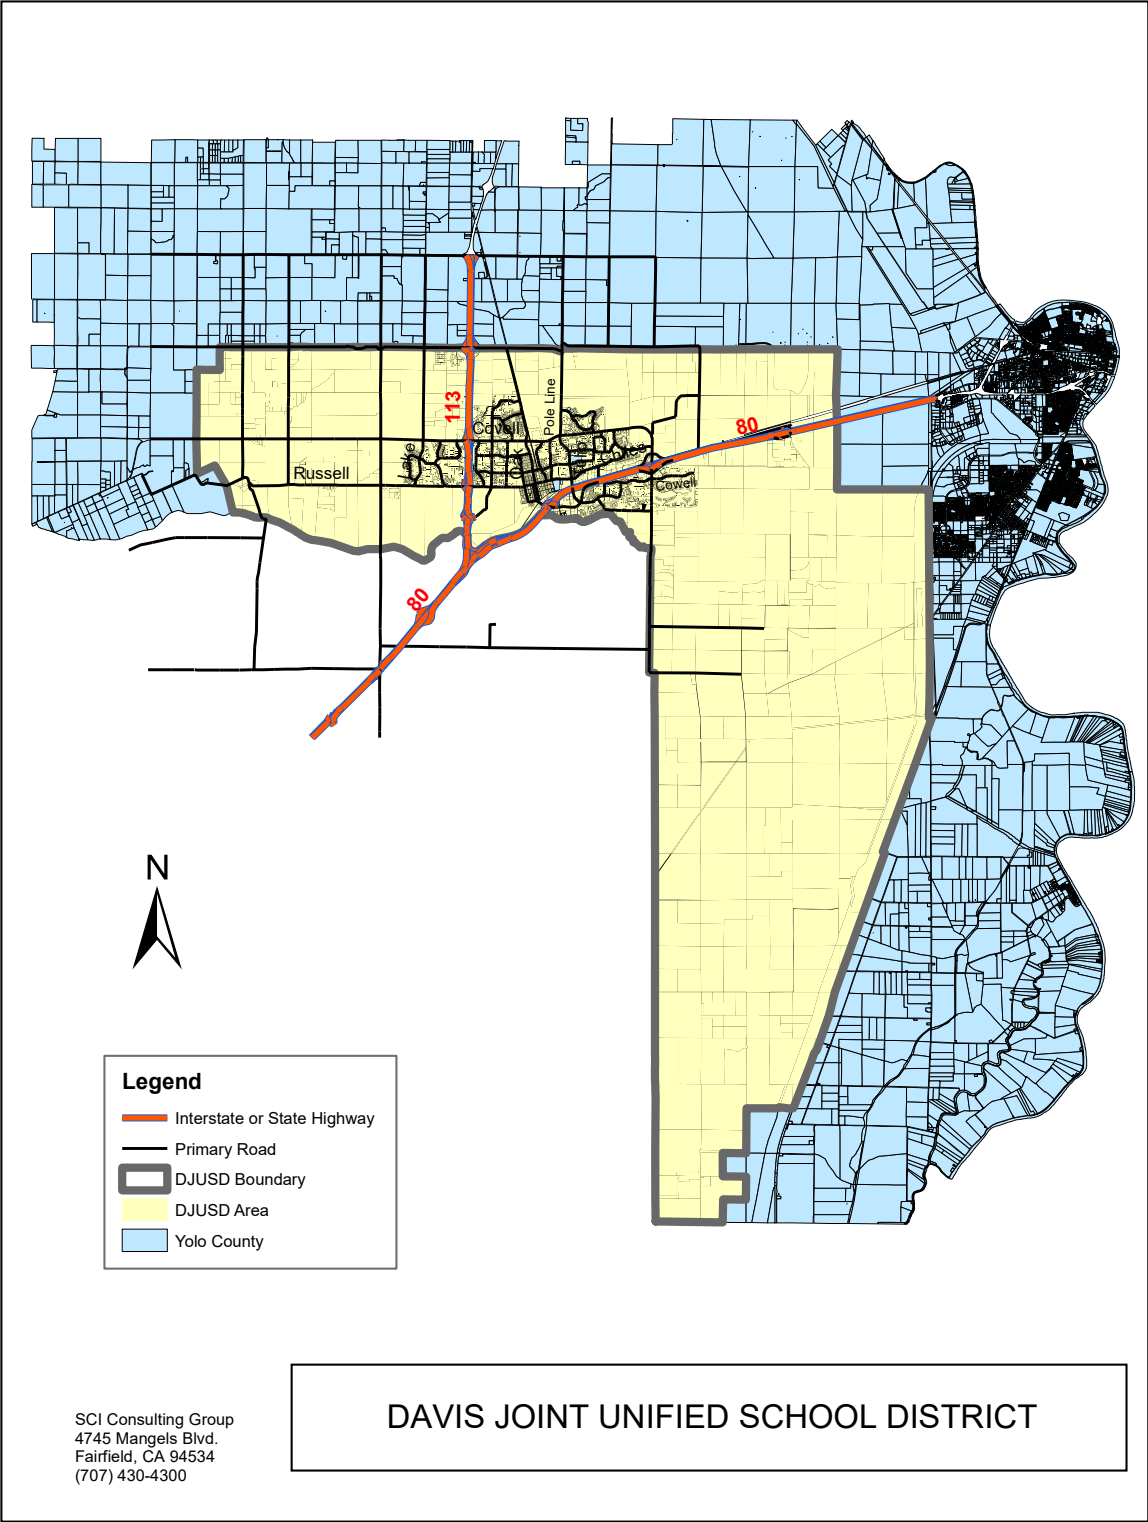 113
80
Pole Line
Covell
Lake
Russell
Cowell
80
N
Legend
Interstate or State Highway
Primary Road
DJUSD Boundary
DJUSD Area
Yolo County
DAVIS JOINT UNIFIED SCHOOL DISTRICT
SCI Consulting Group
4745 Mangels Blvd.
Fairfield, CA 94534
(707) 430-4300